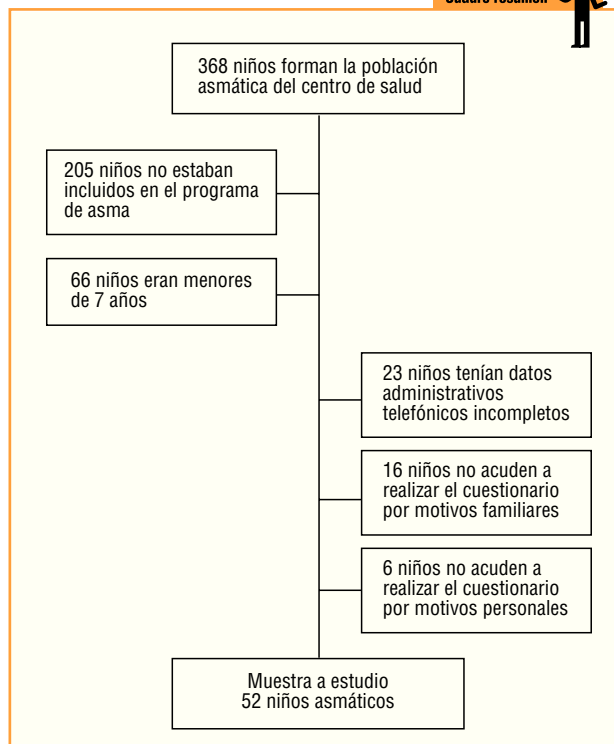 Cuadro resumen
368 niños forman la población
asmática del centro de salud
205 niños no estaban
incluidos en el programa
de asma
66 niños eran menores
de 7 años
23 niños tenían datos
administrativos
telefónicos incompletos
16 niños no acuden a
realizar el cuestionario
por motivos familiares
6 niños no acuden a
realizar el cuestionario
por motivos personales
Muestra a estudio
52 niños asmáticos